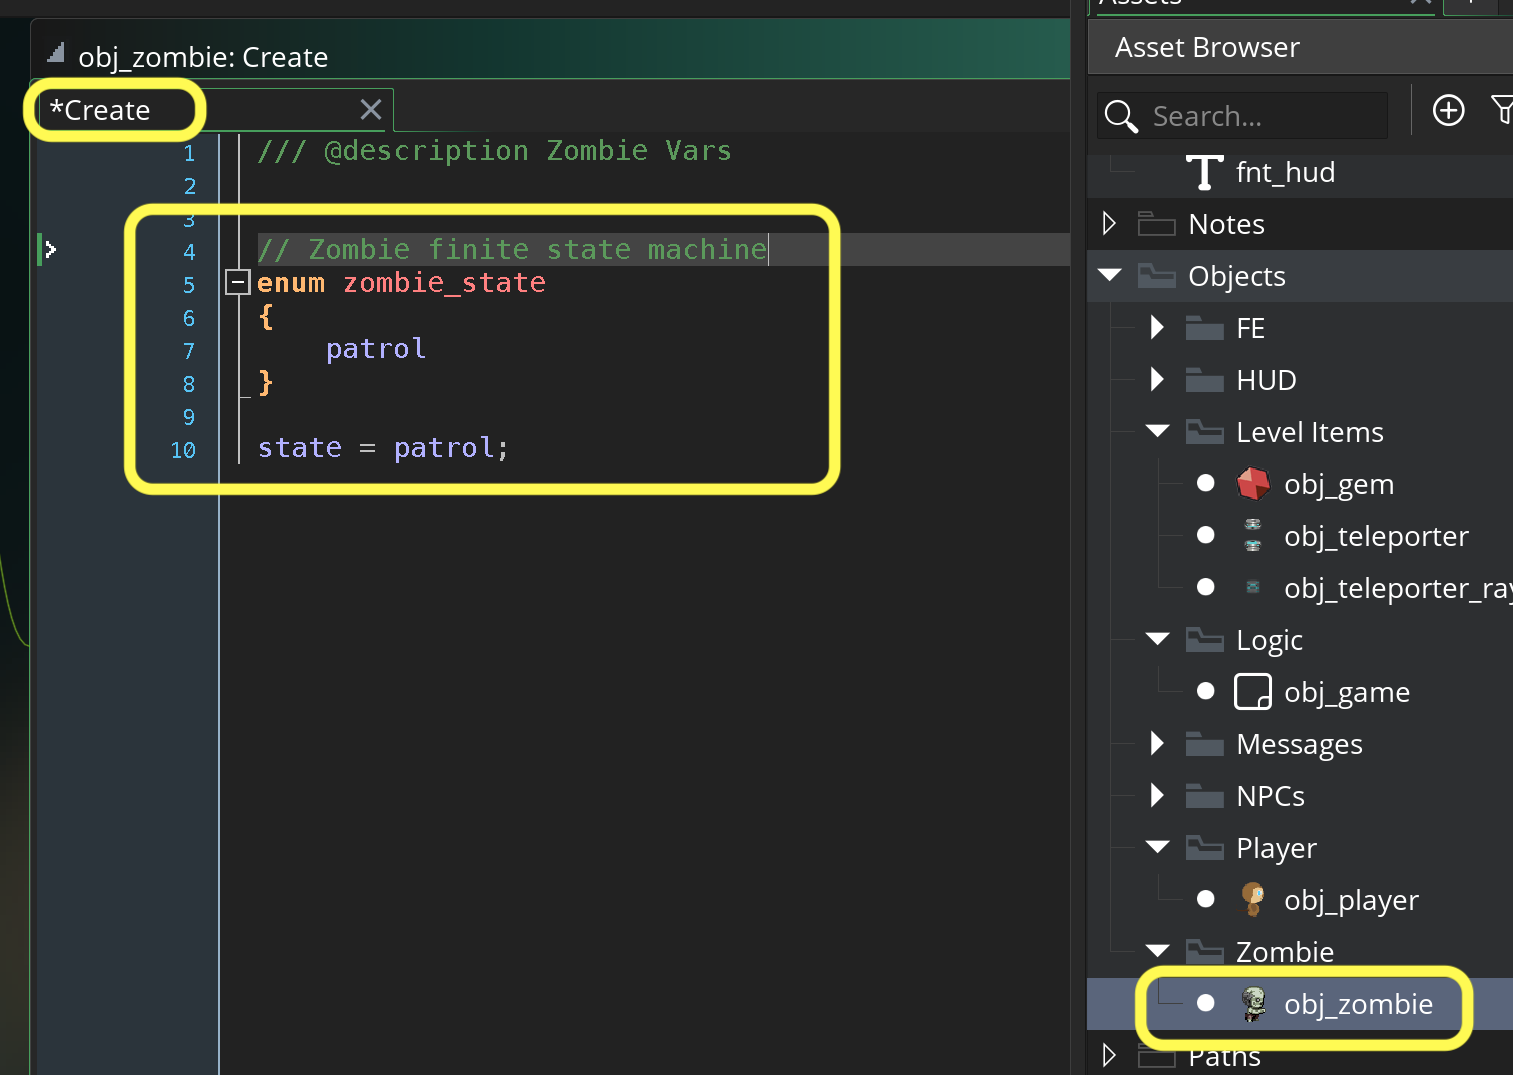 obj_zombie: Create
*Create
1 /// @description Zombie Vars
2
3
4 // Zombie finite state machine
5 enum zombie_state
6 {
7 patrol
8 }
9
10 state = patrol;
Assets
Asset Browser
Search...
fnt_hud
Notes
Objects
FE
HUD
Level Items
obj_gem
obj_teleporter
obj_teleporter_ray
Logic
obj_game
Messages
NPCs
Player
obj_player
Zombie
obj_zombie
Paths